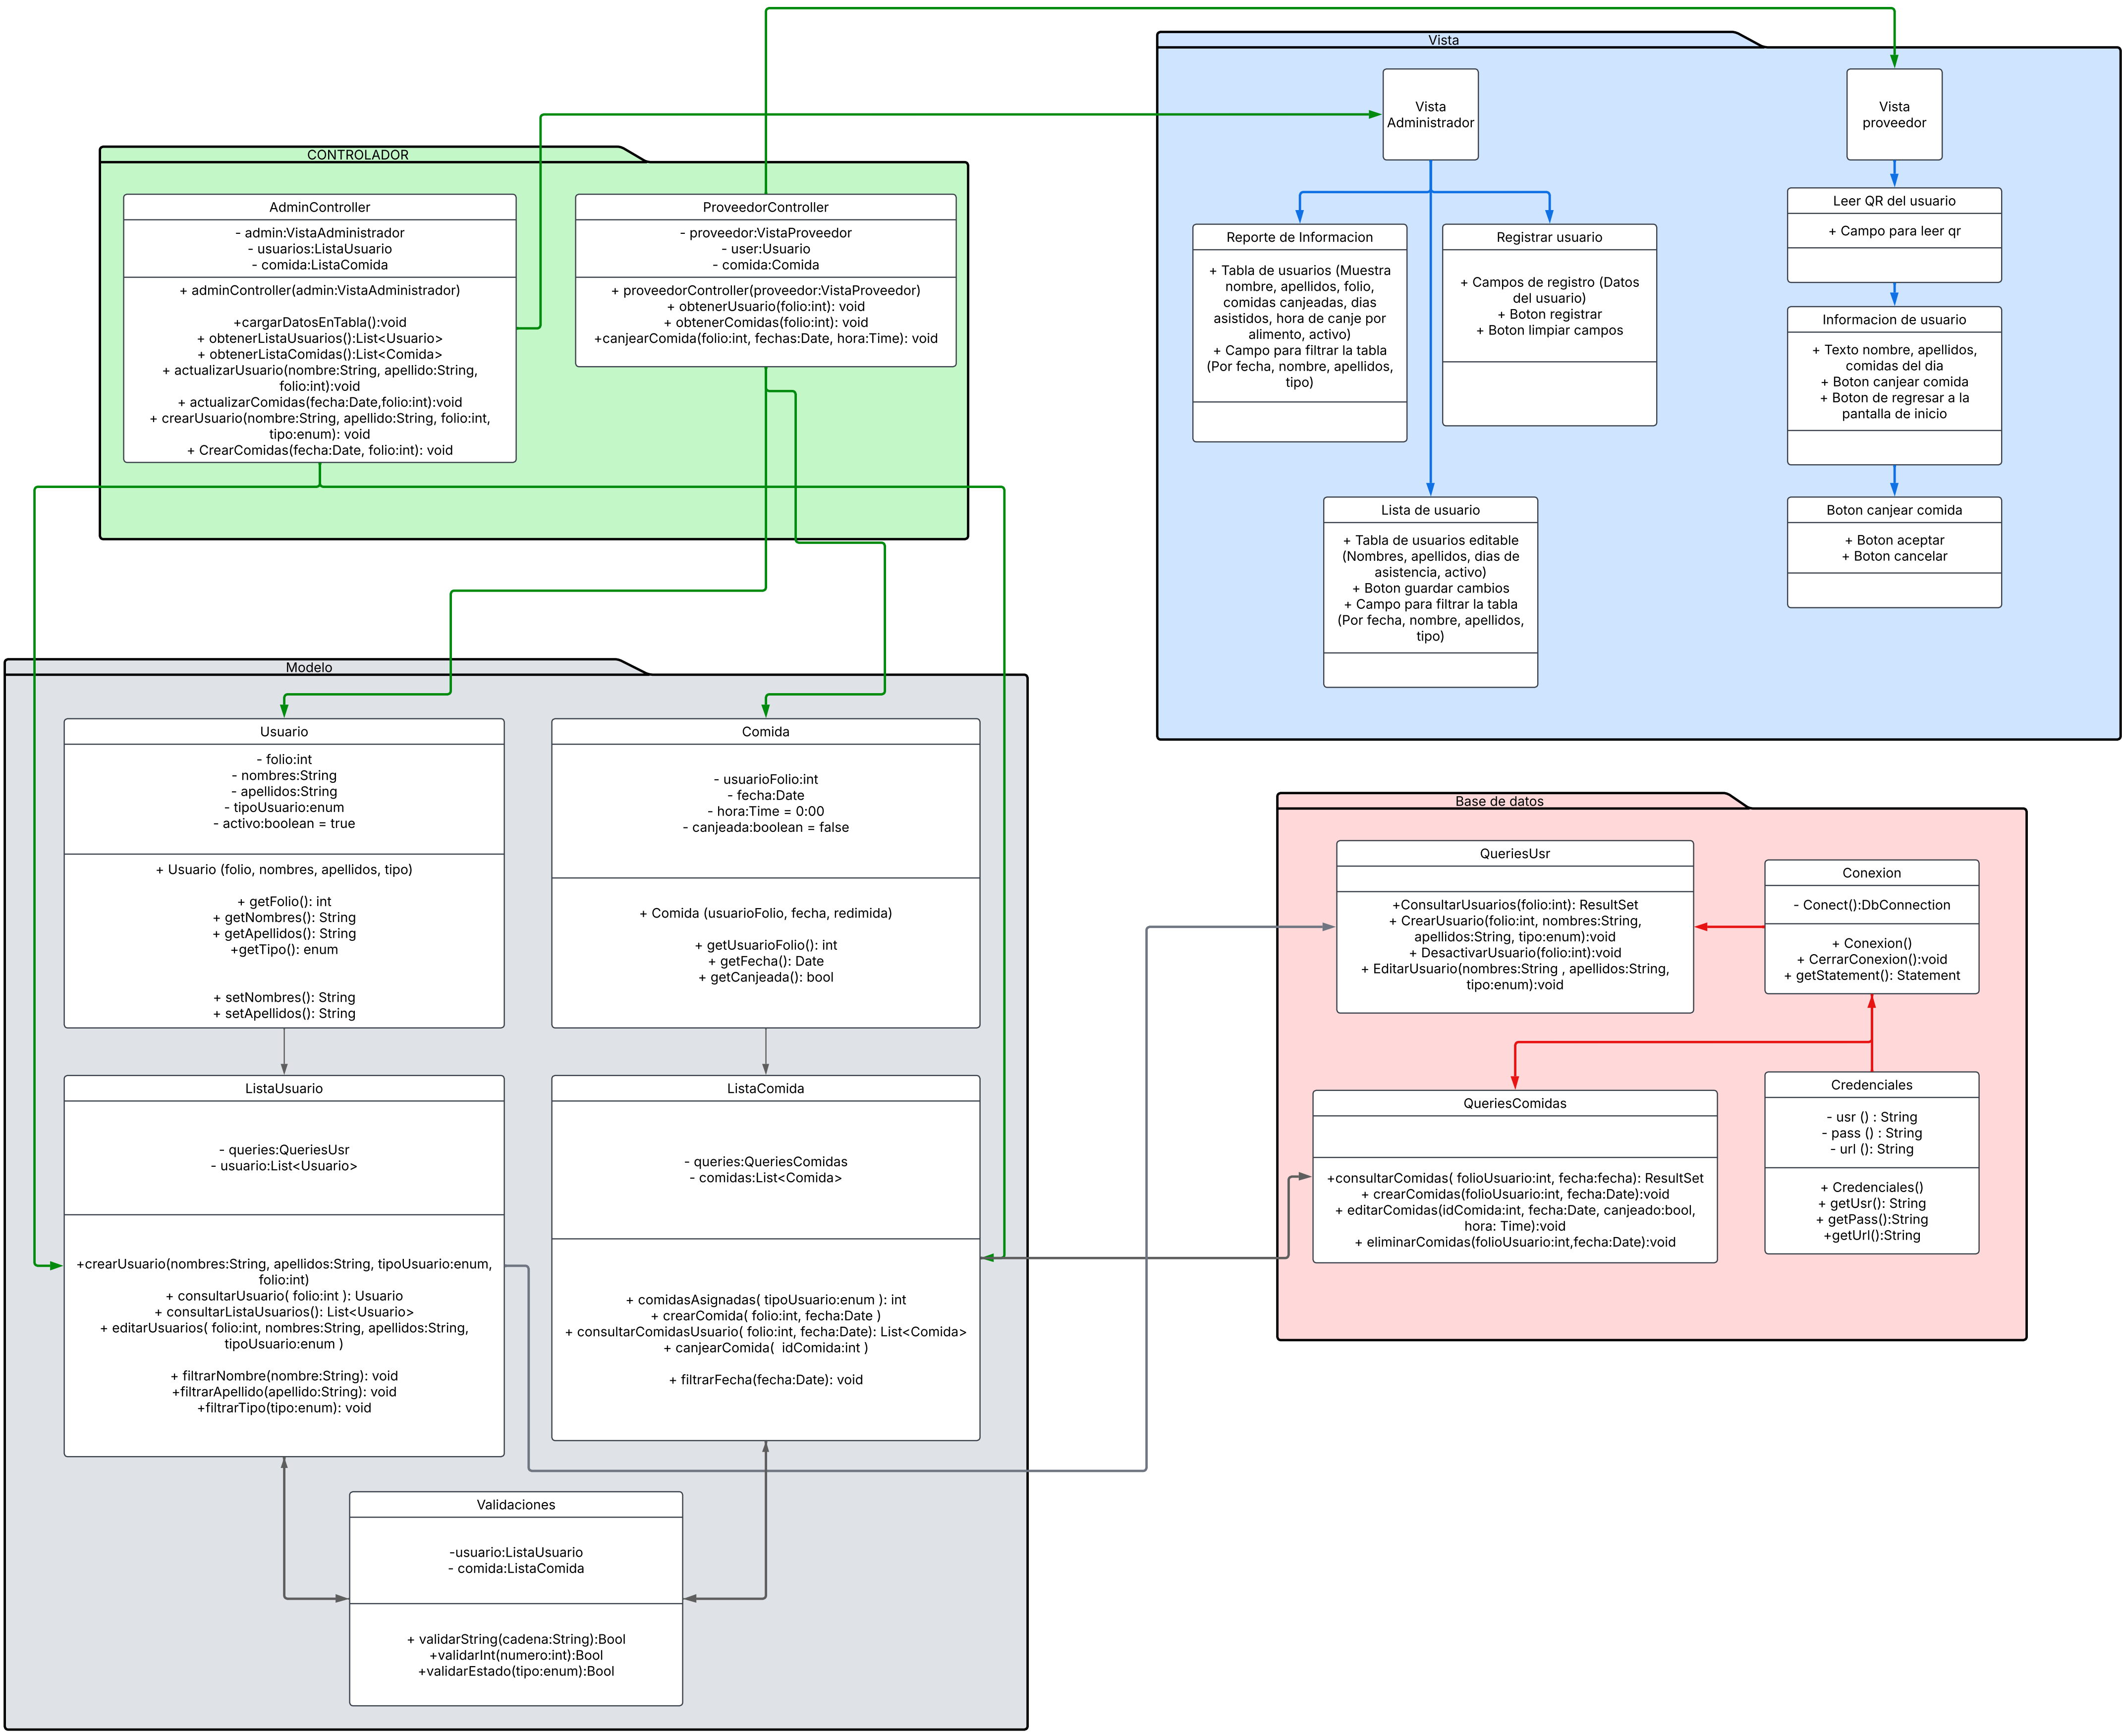 Vista
Vista
Administrador
Vista
proveedor
Reporte de Informacion
+ Tabla de usuarios (Muestra
nombre, apellidos, folio,
comidas canjeadas, dias
asistidos, hora de canje por
alimento, activo)
+ Campo para filtrar la tabla
(Por fecha, nombre, apellidos,
tipo)
Registrar usuario
+ Campos de registro (Datos
del usuario)
+ Boton registrar
+ Boton limpiar campos
Leer QR del usuario
+ Campo para leer qr
Informacion de usuario
+ Texto nombre, apellidos,
comidas del dia
+ Boton canjear comida
+ Boton de regresar a la
pantalla de inicio
Lista de usuario
+ Tabla de usuarios editable
(Nombres, apellidos, dias de
asistencia, activo)
+ Boton guardar cambios
+ Campo para filtrar la tabla
(Por fecha, nombre, apellidos,
tipo)
Boton canjear comida
+ Boton aceptar
+ Boton cancelar
CONTROLADOR
AdminController
- admin:VistaAdministrador
- usuarios:ListaUsuario
- comida:ListaComida
+ adminController(admin:VistaAdministrador)
+cargarDatosEnTabla():void
+ obtenerListaUsuarios():List<Usuario>
+ obtenerListaComidas():List<Comida>
+ actualizarUsuario(nombre:String, apellido:String,
folio:int):void
+ actualizarComidas(fecha:Date,folio:int):void
+ crearUsuario(nombre:String, apellido:String, folio:int,
tipo:enum): void
+ CrearComidas(fecha:Date, folio:int): void
ProveedorController
- proveedor:VistaProveedor
- user:Usuario
- comida:Comida
+ proveedorController(proveedor:VistaProveedor)
+ obtenerUsuario(folio:int): void
+ obtenerComidas(folio:int): void
+canjearComida(folio:int, fechas:Date, hora:Time): void
Modelo
Usuario
- folio:int
- nombres:String
- apellidos:String
- tipoUsuario:enum
- activo:boolean = true
+ Usuario (folio, nombres, apellidos, tipo)
+ getFolio(): int
+ getNombres(): String
+ getApellidos(): String
+getTipo(): enum
+ setNombres(): String
+ setApellidos(): String
Comida
- usuarioFolio:int
- fecha:Date
- hora:Time = 0:00
- canjeada:boolean = false
+ Comida (usuarioFolio, fecha, redimida)
+ getUsuarioFolio(): int
+ getFecha(): Date
+ getCanjeada(): bool
ListaUsuario
- queries:QueriesUsr
- usuario:List<Usuario>
+crearUsuario(nombres:String, apellidos:String, tipoUsuario:enum,
folio:int)
+ consultarUsuario( folio:int ): Usuario
+ consultarListaUsuarios(): List<Usuario>
+ editarUsuarios( folio:int, nombres:String, apellidos:String,
tipoUsuario:enum )
+ filtrarNombre(nombre:String): void
+filtrarApellido(apellido:String): void
+filtrarTipo(tipo:enum): void
ListaComida
- queries:QueriesComidas
- comidas:List<Comida>
+ comidasAsignadas( tipoUsuario:enum ): int
+ crearComida( folio:int, fecha:Date )
+ consultarComidasUsuario( folio:int, fecha:Date): List<Comida>
+ canjearComida(  idComida:int )
+ filtrarFecha(fecha:Date): void
Validaciones
-usuario:ListaUsuario
- comida:ListaComida
+ validarString(cadena:String):Bool
+validarInt(numero:int):Bool
+validarEstado(tipo:enum):Bool
Base de datos
QueriesUsr
+ConsultarUsuarios(folio:int): ResultSet
+ CrearUsuario(folio:int, nombres:String,
apellidos:String, tipo:enum):void
+ DesactivarUsuario(folio:int):void
+ EditarUsuario(nombres:String , apellidos:String,
tipo:enum):void
Conexion
- Conect():DbConnection
+ Conexion()
+ CerrarConexion():void
+ getStatement(): Statement
QueriesComidas
+consultarComidas( folioUsuario:int, fecha:fecha): ResultSet
+ crearComidas(folioUsuario:int, fecha:Date):void
+ editarComidas(idComida:int, fecha:Date, canjeado:bool,
hora: Time):void
+ eliminarComidas(folioUsuario:int,fecha:Date):void
Credenciales
- usr () : String
- pass () : String
- url (): String
+ Credenciales()
+ getUsr(): String
+ getPass():String
+getUrl():String